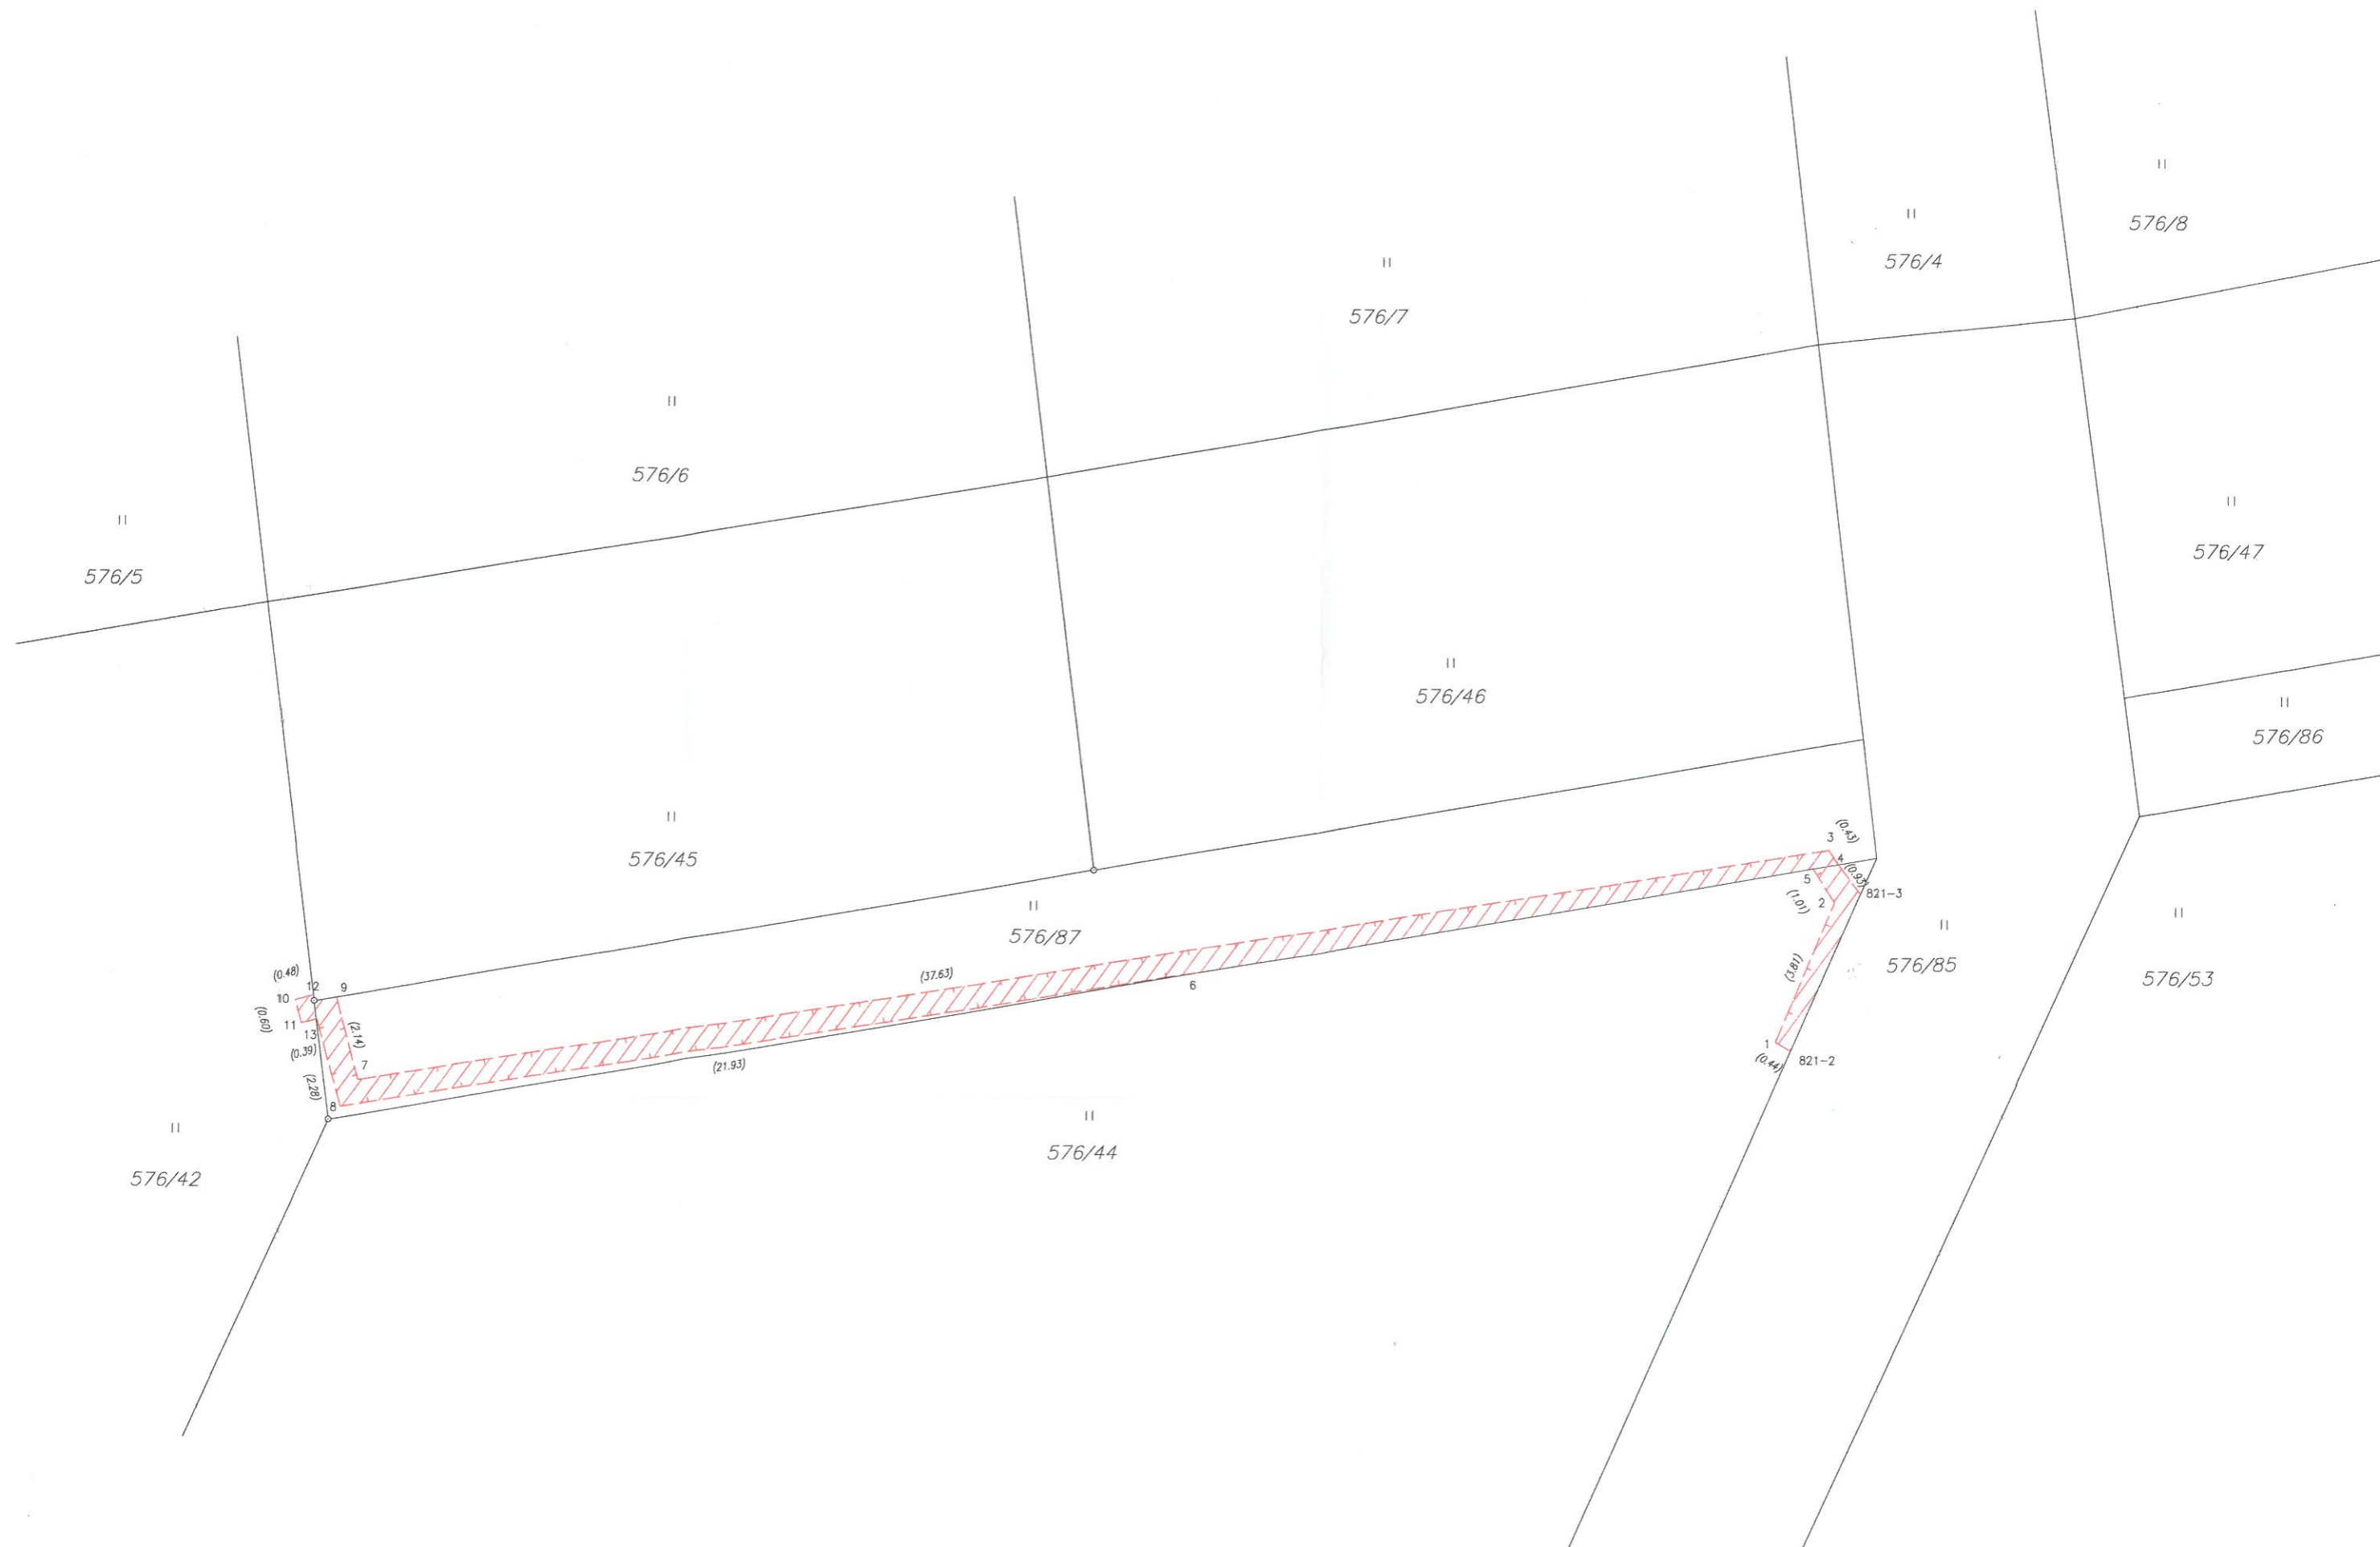 II
576/8
II
576/4
II
576/7
II
576/6
II
576/5
II
576/47
II
576/46
II
576/86
II
576/45
(0.43)
3
4
(0.93)
5
821-3
(1.01)
2
II
576/87
II
576/85
II
576/53
(0.48)
(37.63)
12
9
10
6
(3.81)
11
(0.60)
13
(2.14)
(0.39)
7
1
(21.93)
(0.44)
821-2
(2.28)
8
II
576/42
II
576/44